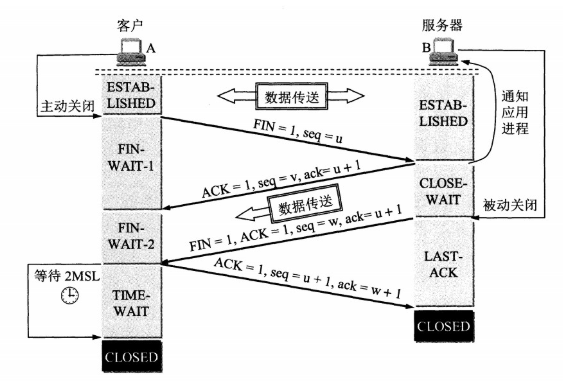 客户
服务器
A
B
ESTAB-
LISHED
数据传送
主动关闭
ESTAB-
LISHED
通知
应用
进程
FIN = 1, seq = u
FIN-
WAIT-1
ACK = 1, seq = v, ack= u + 1
CLOSE-
WAIT
数据传送
被动关闭
FIN-
WAIT-2
FIN = 1, ACK = 1, seq = w, ack= u + 1
LAST-
ACK
等待 2MSL
ACK = 1, seq = u + 1, ack = w + 1
TIME-
WAIT
CLOSED
CLOSED